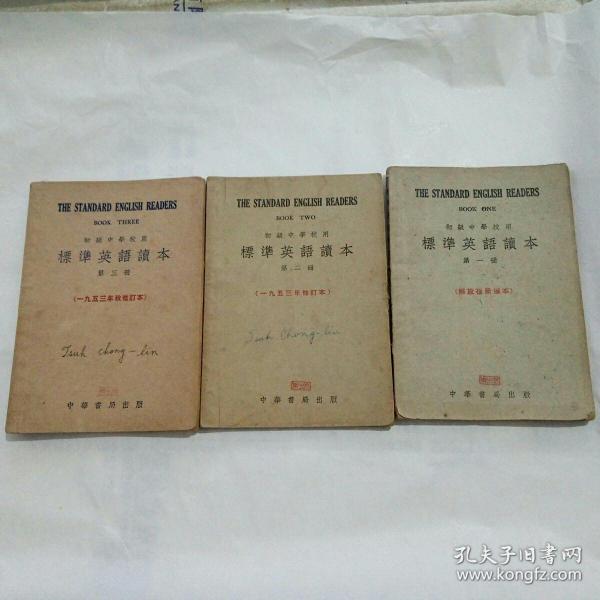 THE STANDARD ENGLISH READERS
BOOK THREE
初級中學校用
標準英語讀本
第三冊
(一九五三年秋修訂本)
Tsuh chong-lin
中華書局出版
THE STANDARD ENGLISH READERS
BOOK TWO
初級中學校用
標準英語讀本
第二冊
(一九五三年修訂本)
Tsuh Chong-lin
中華書局出版
THE STANDARD ENGLISH READERS
BOOK ONE
初級中學校用
標準英語讀本
第一冊
中華書局出版
孔夫子旧书网
www.kongfz.com